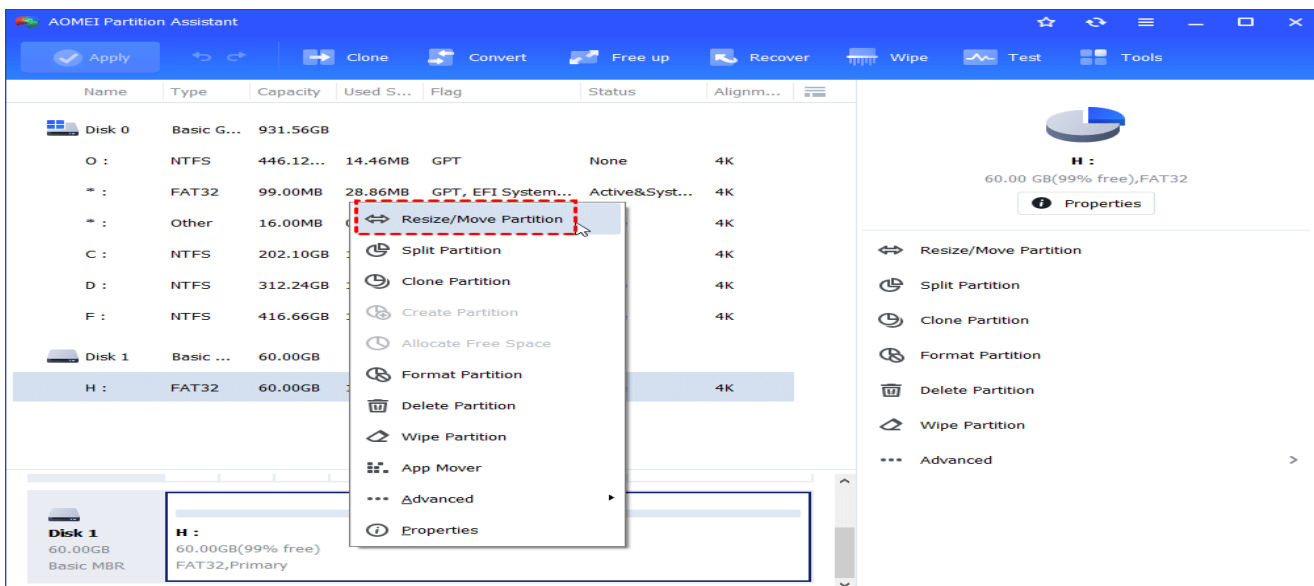 AOMEI Partition Assistant
Apply Clone Convert Free up Recover Wipe Test Tools
Name Type Capacity Used S... Flag Status Alignm...
Disk 0 Basic G... 931.56GB
O : NTFS 446.12... 14.46MB GPT None 4K
* : FAT32 99.00MB 28.86MB GPT, EFI System... Active&Syst... 4K
* : Other 16.00MB 4K
C : NTFS 202.10GB 4K
D : NTFS 312.24GB 4K
F : NTFS 416.66GB 4K
Disk 1 Basic ... 60.00GB
H : FAT32 60.00GB 4K
Resize/Move Partition
Split Partition
Clone Partition
Create Partition
Allocate Free Space
Format Partition
Delete Partition
Wipe Partition
App Mover
Advanced
Properties
Disk 1
60.00GB
Basic MBR
H :
60.00GB(99% free)
FAT32,Primary
H :
60.00 GB(99% free),FAT32
Properties
Resize/Move Partition
Split Partition
Clone Partition
Format Partition
Delete Partition
Wipe Partition
Advanced